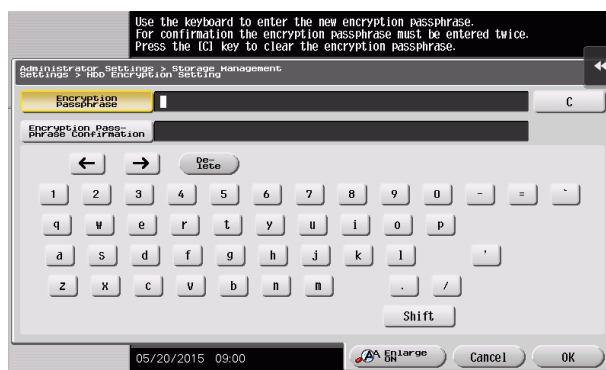 Use the keyboard to enter the new encryption passphrase.
For confirmation the encryption passphrase must be entered twice.
Press the [C] key to clear the encryption passphrase.
Administrator Settings > Storage Management
Settings > HDD Encryption Setting
Encryption
Passphrase
C
Encryption Pass-
phrase Confirmation
← → De-
lete
1 2 3 4 5 6 7 8 9 0 - = `
q w e r t y u i o p
a s d f g h j k l '
z x c v b n m . /
Shift
05/20/2015 09:00
Enlarge
ON
Cancel
OK